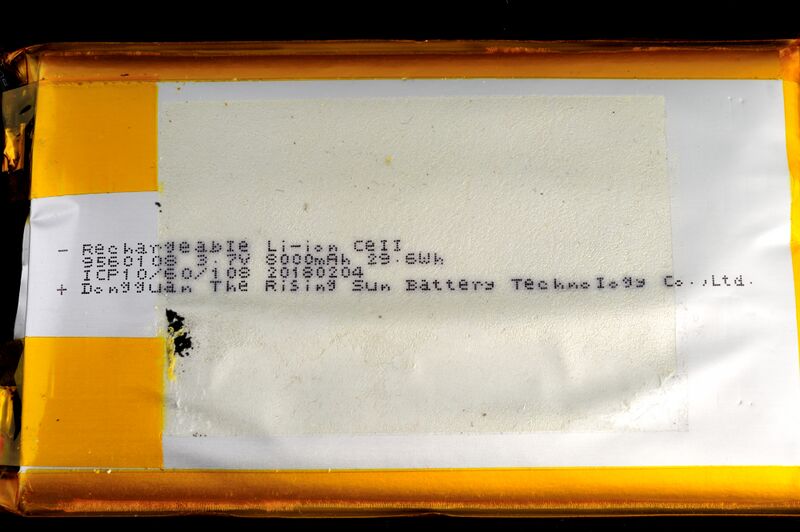 - Rechargeable Li-ion Cell
9560108 3.7V 8000mAh 29.6Wh
ICP10/60/108 20180204
+ Dongguan The Rising Sun Battery Technology Co.,Ltd.